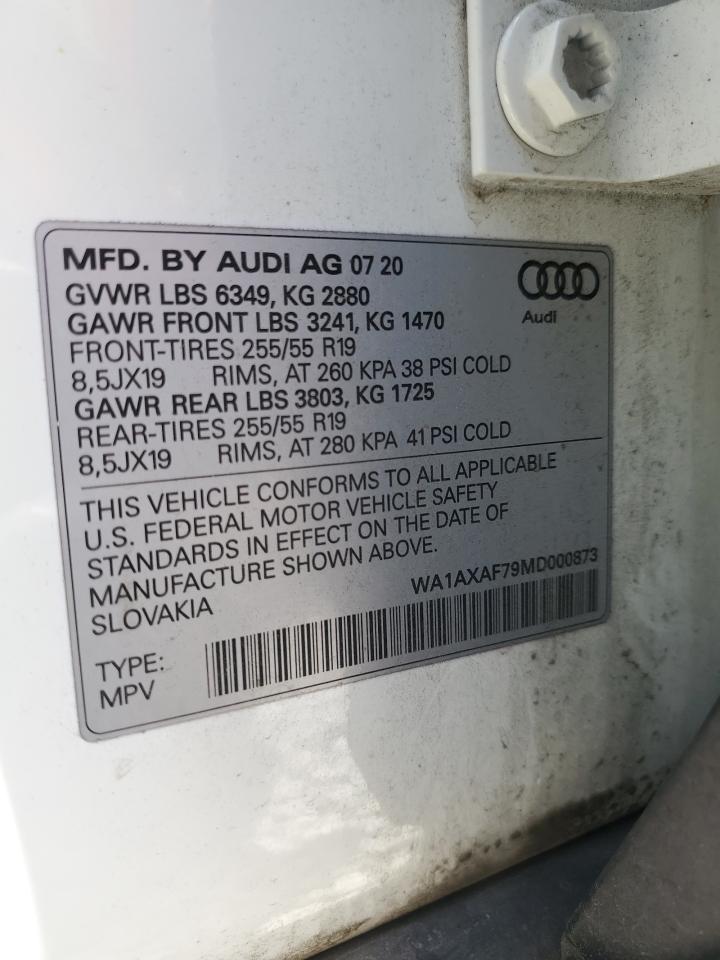 MFD. BY AUDI AG 07 20
GVWR LBS 6349, KG 2880
GAWR FRONT LBS 3241, KG 1470
FRONT-TIRES 255/55 R19
8,5JX19 RIMS, AT 260 KPA 38 PSI COLD
GAWR REAR LBS 3803, KG 1725
REAR-TIRES 255/55 R19
8,5JX19 RIMS, AT 280 KPA 41 PSI COLD
Audi
THIS VEHICLE CONFORMS TO ALL APPLICABLE
U.S. FEDERAL MOTOR VEHICLE SAFETY
STANDARDS IN EFFECT ON THE DATE OF
MANUFACTURE SHOWN ABOVE.
SLOVAKIA
WA1AXAF79MD000873
TYPE:
MPV